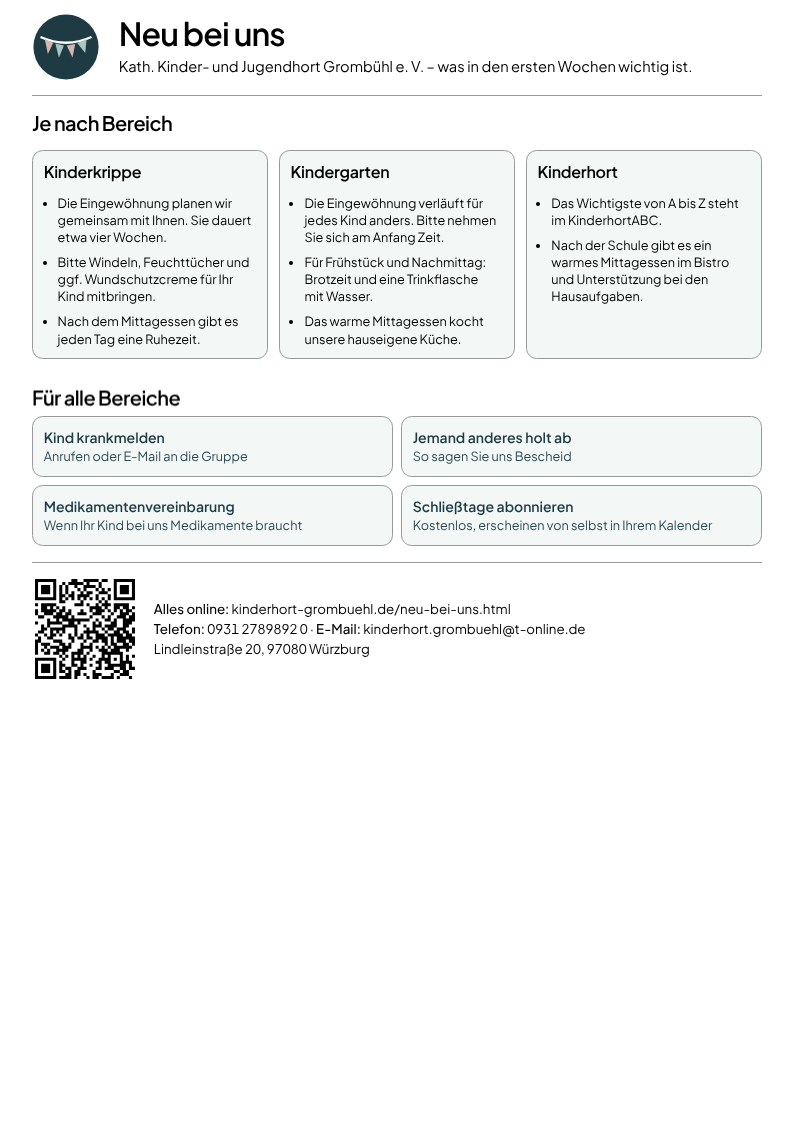 Neu bei uns
Kath. Kinder- und Jugendhort Grombühl e. V. – was in den ersten Wochen wichtig ist.
Je nach Bereich
Kinderkrippe
• Die Eingewöhnung planen wir
gemeinsam mit Ihnen. Sie dauert
etwa vier Wochen.
• Bitte Windeln, Feuchttücher und
ggf. Wundschutzcreme für Ihr
Kind mitbringen.
• Nach dem Mittagessen gibt es
jeden Tag eine Ruhezeit.
Kindergarten
• Die Eingewöhnung verläuft für
jedes Kind anders. Bitte nehmen
Sie sich am Anfang Zeit.
• Für Frühstück und Nachmittag:
Brotzeit und eine Trinkflasche
mit Wasser.
• Das warme Mittagessen kocht
unsere hauseigene Küche.
Kinderhort
• Das Wichtigste von A bis Z steht
im KinderhortABC.
• Nach der Schule gibt es ein
warmes Mittagessen im Bistro
und Unterstützung bei den
Hausaufgaben.
Für alle Bereiche
Kind krankmelden
Anrufen oder E-Mail an die Gruppe
Jemand anderes holt ab
So sagen Sie uns Bescheid
Medikamentenvereinbarung
Wenn Ihr Kind bei uns Medikamente braucht
Schließtage abonnieren
Kostenlos, erscheinen von selbst in Ihrem Kalender
Alles online: kinderhort-grombuehl.de/neu-bei-uns.html
Telefon: 0931 2789892 0 · E-Mail: kinderhort.grombuehl@t-online.de
Lindleinstraße 20, 97080 Würzburg